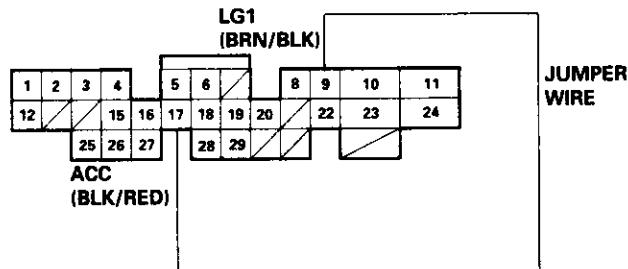 LG1
(BRN/BLK)
1 2 3 4 5 6 8 9 10 11
JUMPER
WIRE
12 15 16 17 18 19 20 22 23 24
25 26 27 28 29
ACC
(BLK/RED)